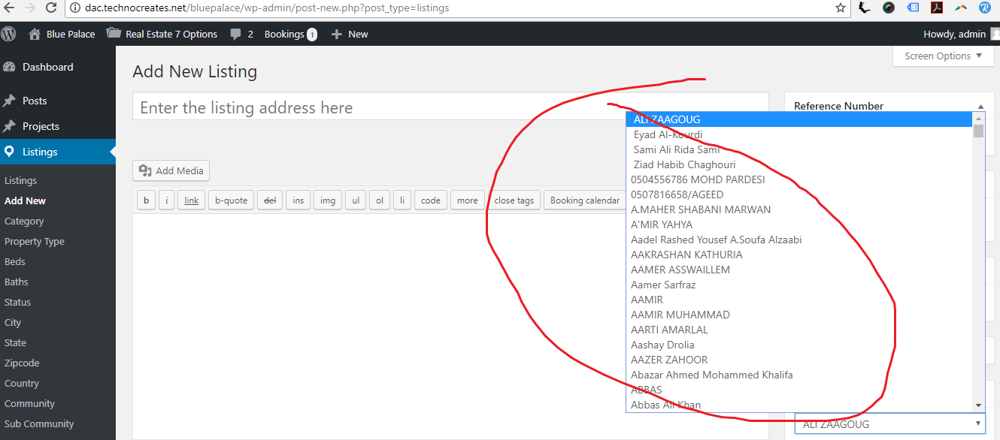 dac.technocreates.net/bluepalace/wp-admin/post-new.php?post_type=listings
Blue Palace Real Estate 7 Options 2 Bookings 1 New Howdy, admin
Screen Options
Dashboard
Posts
Projects
Listings
Listings
Add New
Category
Property Type
Beds
Baths
Status
City
State
Zipcode
Country
Community
Sub Community
Add New Listing
Enter the listing address here
Add Media
b i link b-quote del ins img ul ol li code more close tags Booking calendar
Reference Number
ALI ZAAGOUG
Eyad Al-Kourdi
Sami Ali Rida Sami
Ziad Habib Chaghouri
0504556786 MOHD PARDESI
0507816658/AGEED
A.MAHER SHABANI MARWAN
A'MIR YAHYA
Aadel Rashed Yousef A.Soufa Alzaabi
AAKRASHAN KATHURIA
AAMER ASSWAILLEM
Aamer Sarfraz
AAMIR
AAMIR MUHAMMAD
AARTI AMARLAL
Aashay Drolia
AAZER ZAHOOR
Abazar Ahmed Mohammed Khalifa
ABBAS
Abbas Ali Khan
ALI ZAAGOUG